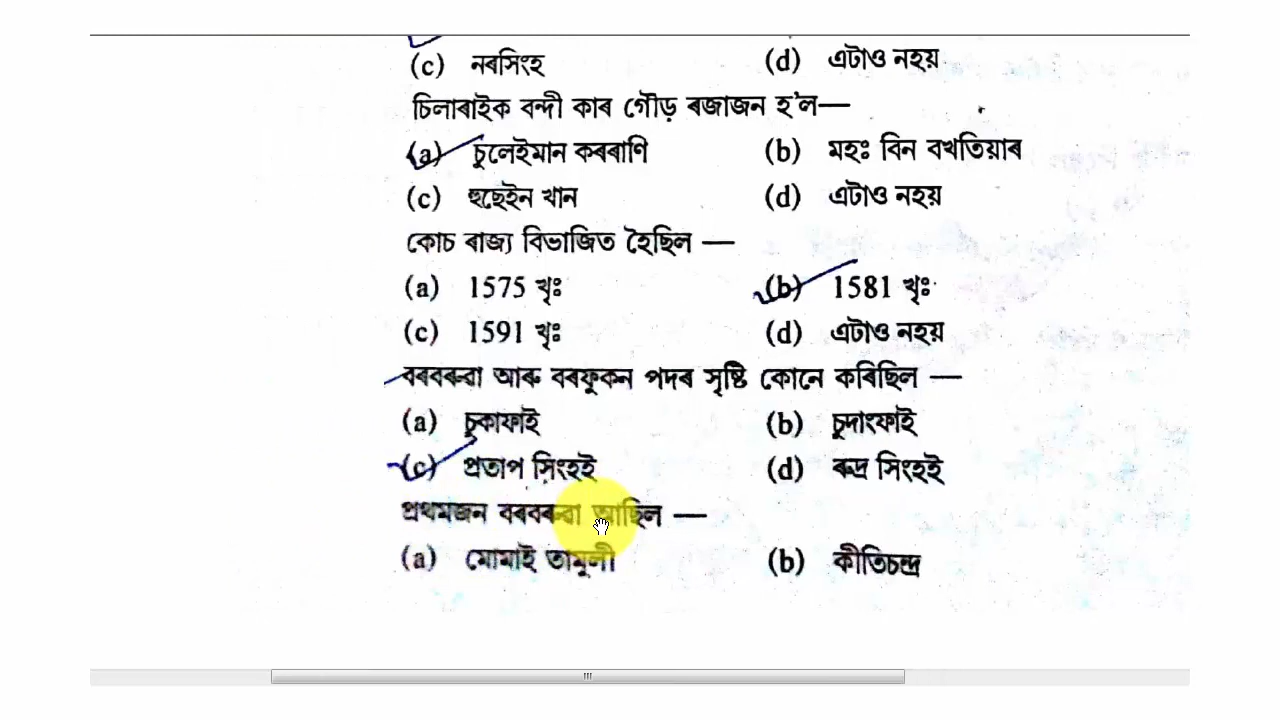 (c) নৰসিংহ (d) এটাও নহয়
চিলাৰাইক বন্দী কাৰ গৌড় ৰজাজন হ'ল—
(a) চুলেইমান কৰৰাণি (b) মহঃ বিন বখতিয়াৰ
(c) হুছেইন খান (d) এটাও নহয়
কোচ ৰাজ্য বিভাজিত হৈছিল —
(a) 1575 খৃঃ (b) 1581 খৃঃ
(c) 1591 খৃঃ (d) এটাও নহয়
বৰবৰুৱা আৰু বৰফুকন পদৰ সৃষ্টি কোনে কৰিছিল —
(a) চুকাফাই (b) চুদাংফাই
(c) প্ৰতাপ সিংহই (d) ৰুদ্ৰ সিংহই
প্ৰথমজন বৰবৰুৱা আছিল —
(a) মোমাই তামুলী (b) কীতিচন্দ্ৰ